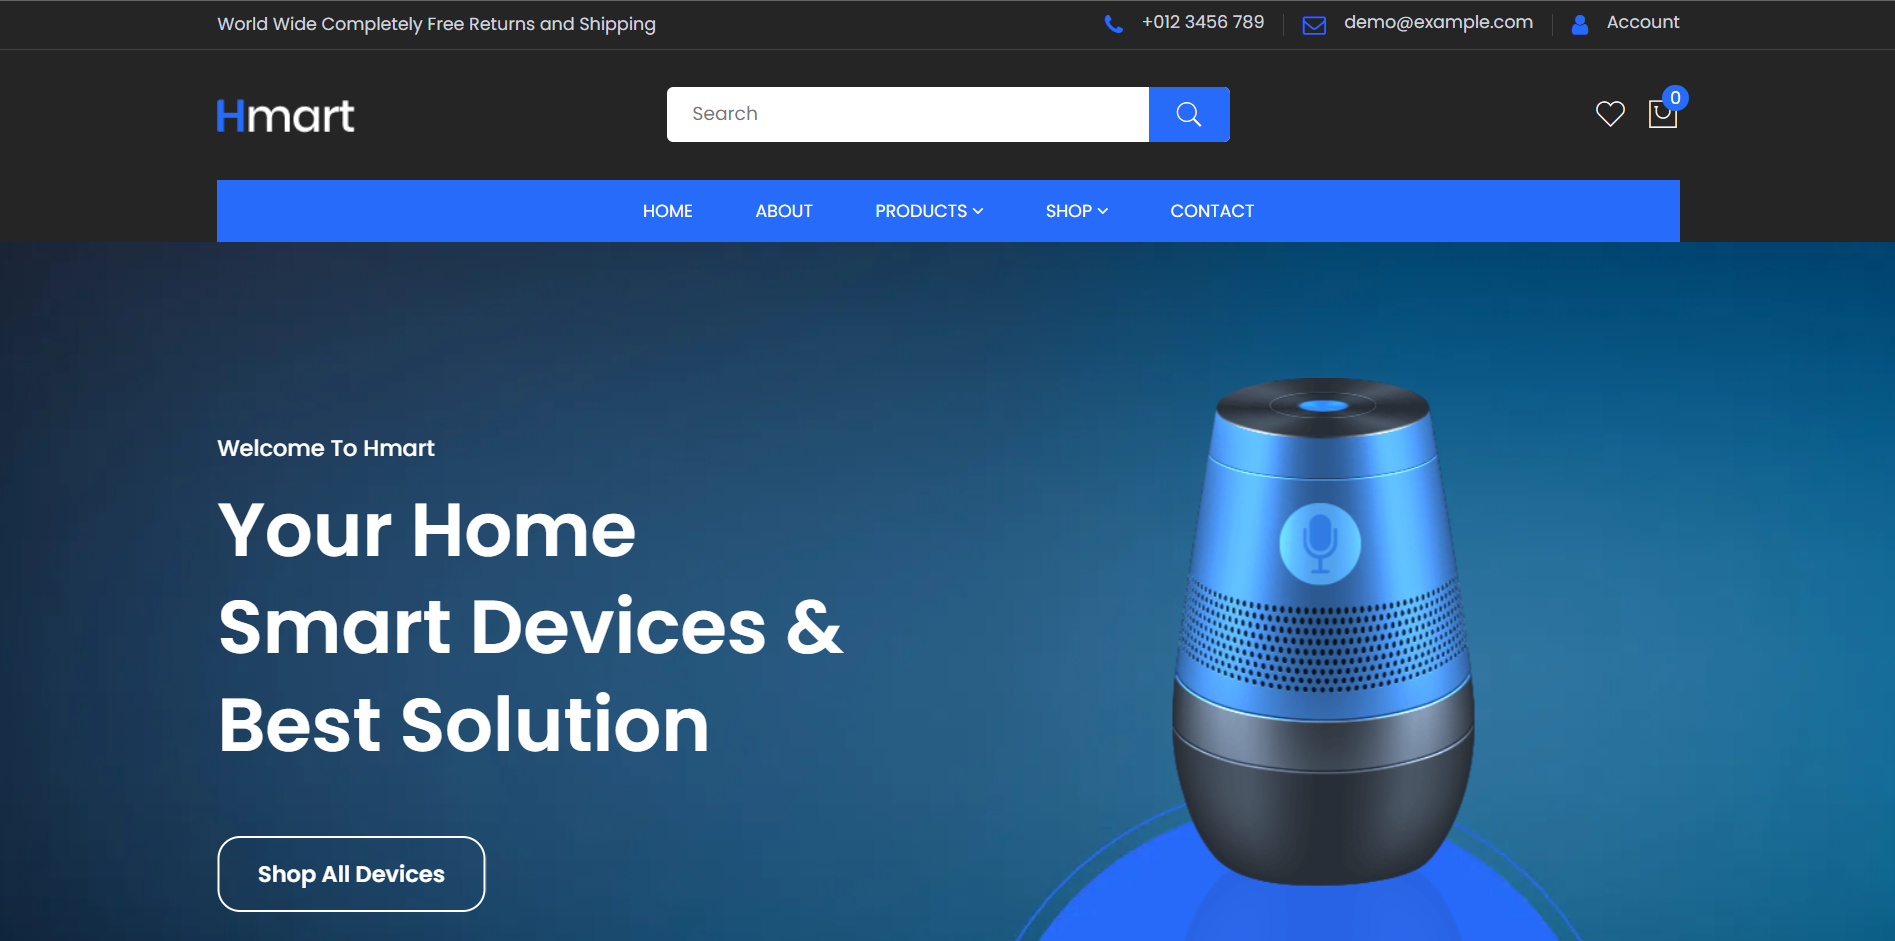 World Wide Completely Free Returns and Shipping
+012 3456 789
demo@example.com
Account
Hmart
Search
0
HOME
ABOUT
PRODUCTS
SHOP
CONTACT
Welcome To Hmart
Your Home
Smart Devices &
Best Solution
Shop All Devices